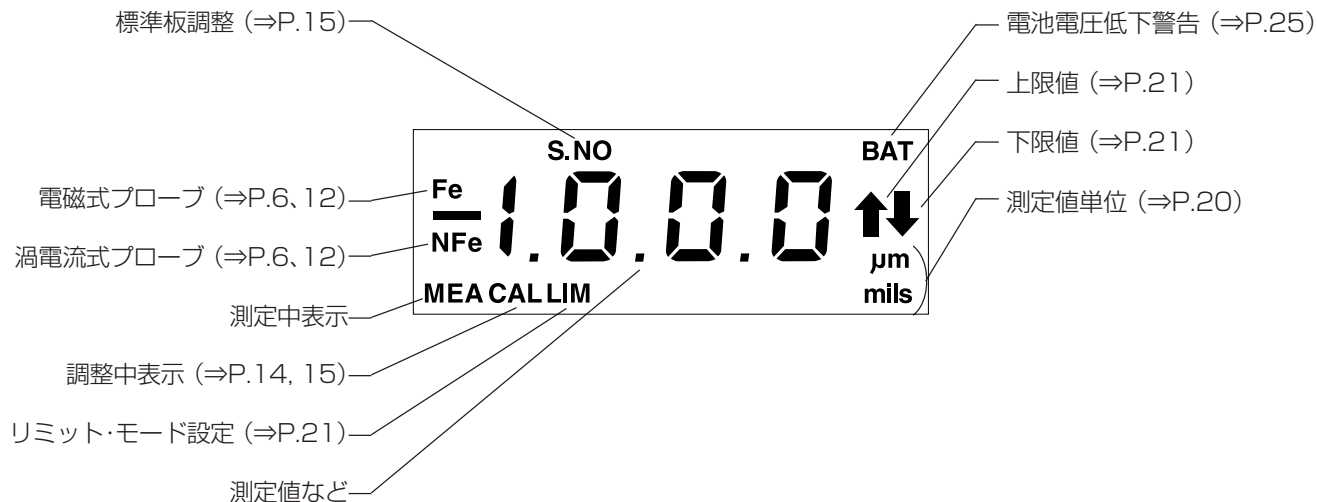 標準板調整（⇒P.15）
電池電圧低下警告（⇒P.25）
上限値（⇒P.21）
下限値（⇒P.21）
測定値単位（⇒P.20）
電磁式プローブ（⇒P.6、12）
渦電流式プローブ（⇒P.6、12）
測定中表示
調整中表示（⇒P.14, 15）
リミット・モード設定（⇒P.21）
測定値など
S.NO
BAT
Fe
NFe
-1.0.0.0
µm
mils
MEA CAL LIM